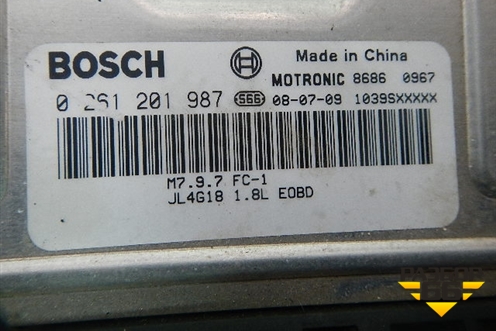 BOSCH
Made in China
MOTRONIC 8686 0967
0 261 201 987 S66 08-07-09 1039SXXXXX
M7.9.7 FC-1
JL4G18 1.8L EOBD